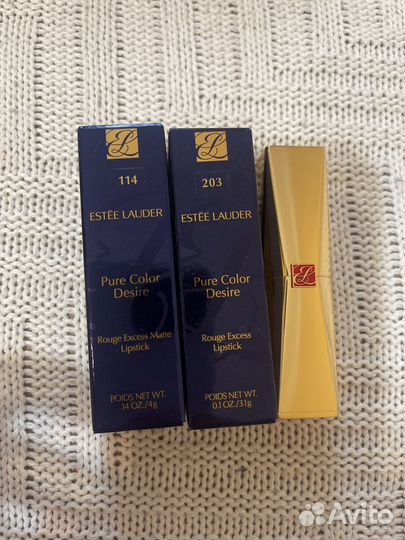 114
ESTĒE LAUDER
Pure Color
Desire
Rouge Excess Matte
Lipstick
POIDS NET WT.
.14 OZ./4g
203
ESTĒE LAUDER
Pure Color
Desire
Rouge Excess
Lipstick
POIDS NET WT.
0.1 OZ./3.1g
Avito